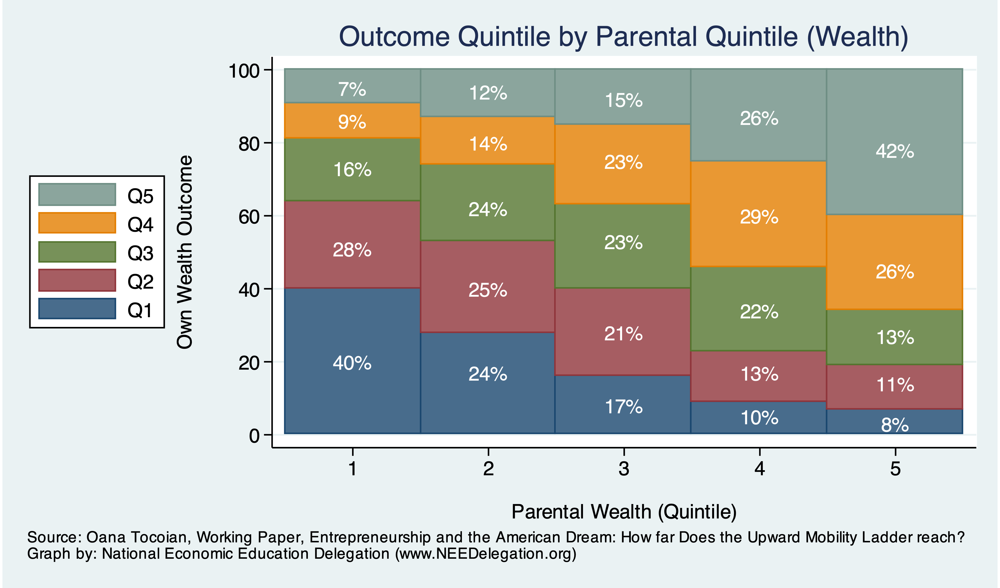 Outcome Quintile by Parental Quintile (Wealth)
Own Wealth Outcome
100
80
60
40
20
0
7%
12%
15%
26%
42%
9%
14%
23%
29%
26%
16%
24%
23%
22%
13%
28%
25%
21%
13%
11%
40%
24%
17%
10%
8%
Q5
Q4
Q3
Q2
Q1
1 2 3 4 5
Parental Wealth (Quintile)
Source: Oana Tocoian, Working Paper, Entrepreneurship and the American Dream: How far Does the Upward Mobility Ladder reach?
Graph by: National Economic Education Delegation (www.NEEDelegation.org)